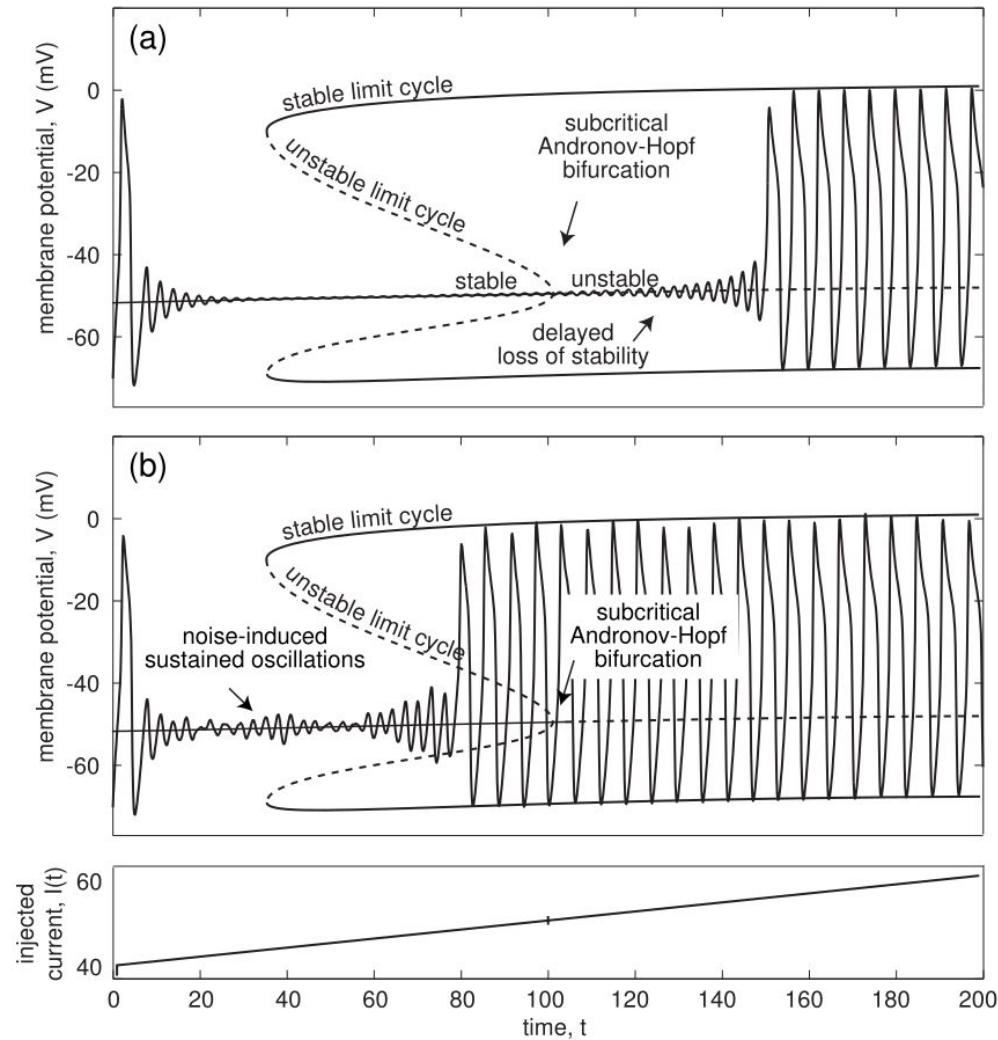 (a)
membrane potential, V (mV)
0
-20
-40
-60
stable limit cycle
unstable limit cycle
subcritical
Andronov-Hopf
bifurcation
stable
unstable
delayed
loss of stability
(b)
membrane potential, V (mV)
0
-20
-40
-60
stable limit cycle
unstable limit cycle
noise-induced
sustained oscillations
subcritical
Andronov-Hopf
bifurcation
injected
current, I(t)
60
40
0 20 40 60 80 100 120 140 160 180 200
time, t